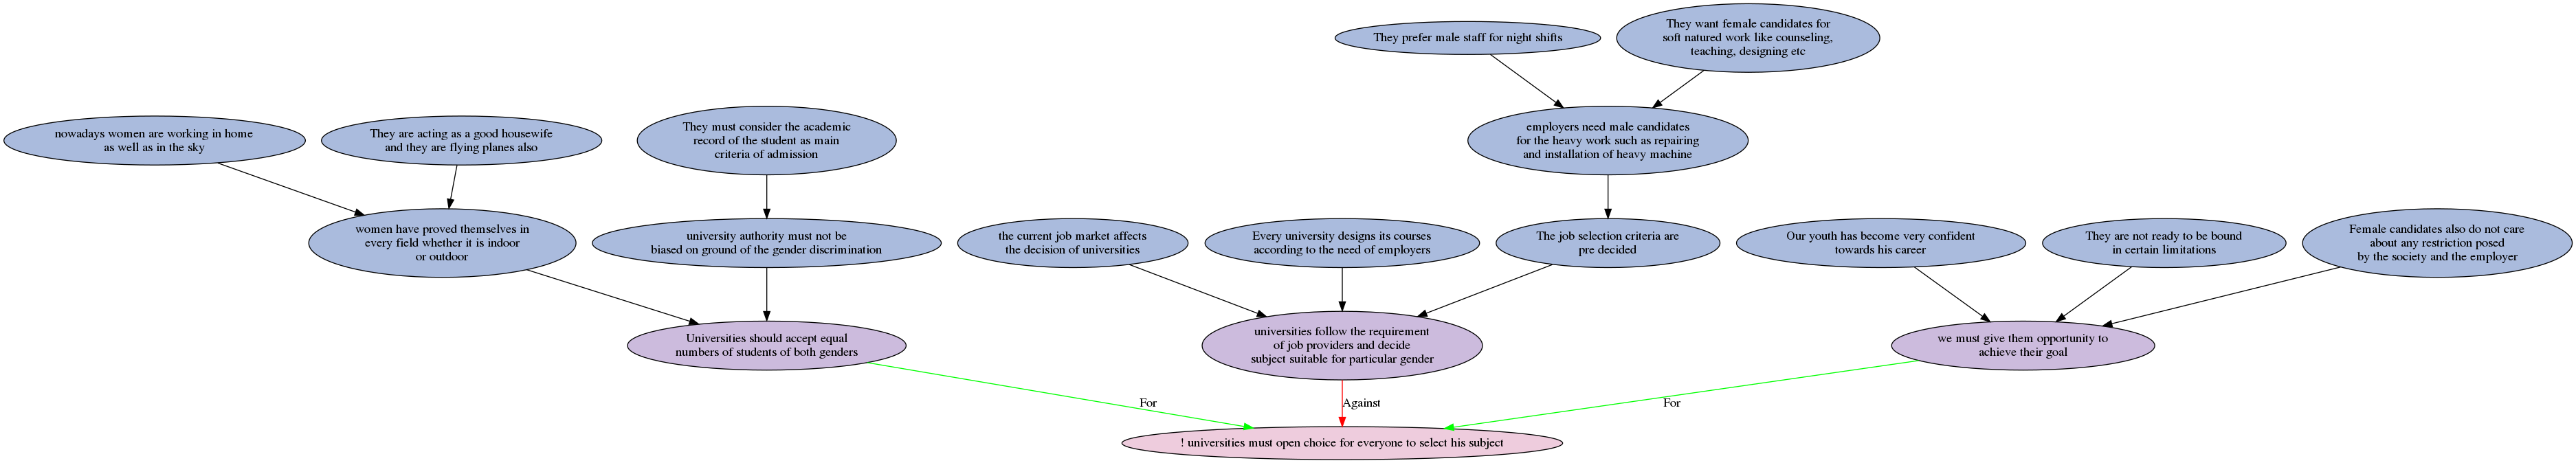 They prefer male staff for night shifts
They want female candidates for
soft natured work like counseling,
teaching, designing etc
nowadays women are working in home
as well as in the sky
They are acting as a good housewife
and they are flying planes also
They must consider the academic
record of the student as main
criteria of admission
employers need male candidates
for the heavy work such as repairing
and installation of heavy machine
women have proved themselves in
every field whether it is indoor
or outdoor
university authority must not be
biased on ground of the gender discrimination
the current job market affects
the decision of universities
Every university designs its courses
according to the need of employers
The job selection criteria are
pre decided
Our youth has become very confident
towards his career
They are not ready to be bound
in certain limitations
Female candidates also do not care
about any restriction posed
by the society and the employer
Universities should accept equal
numbers of students of both genders
universities follow the requirement
of job providers and decide
subject suitable for particular gender
we must give them opportunity to
achieve their goal
For
Against
For
! universities must open choice for everyone to select his subject